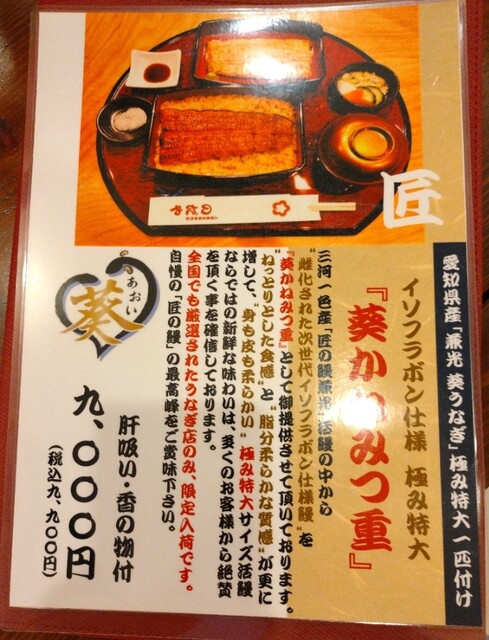 匠
愛知県産「兼光 葵うなぎ」極み特大一匹付け
イソフラボン仕様 極み特大
『葵かねみつ重』
三河一色産「匠の鰻兼光」活鰻の中から
"雌化された次世代イソフラボン仕様鰻"を
『葵かねみつ重』として御提供させて頂いております。
"ねっとりとした食感"と"脂分柔らかな質感"が更に
増して、"身も皮も柔らかい"極み特大サイズ活鰻
ならではの新鮮な味わいは、多くのお客様から絶賛
を頂く事を確信しております。
全国でも厳選されたうなぎ店のみ、限定入荷です。
自慢の「匠の鰻」の最高峰をご賞味下さい。
あおい
葵
肝吸い・香の物付
九、〇〇〇円
(税込九、九〇〇円)